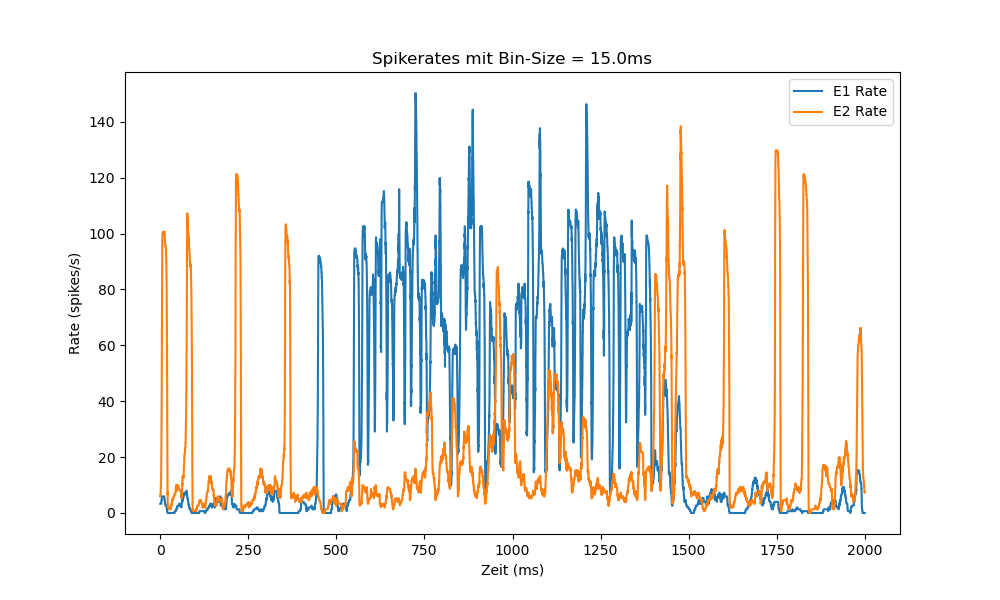 Spikerates mit Bin-Size = 15.0ms
E1 Rate
E2 Rate
Rate (spikes/s)
140
120
100
80
60
40
20
0
0 250 500 750 1000 1250 1500 1750 2000
Zeit (ms)